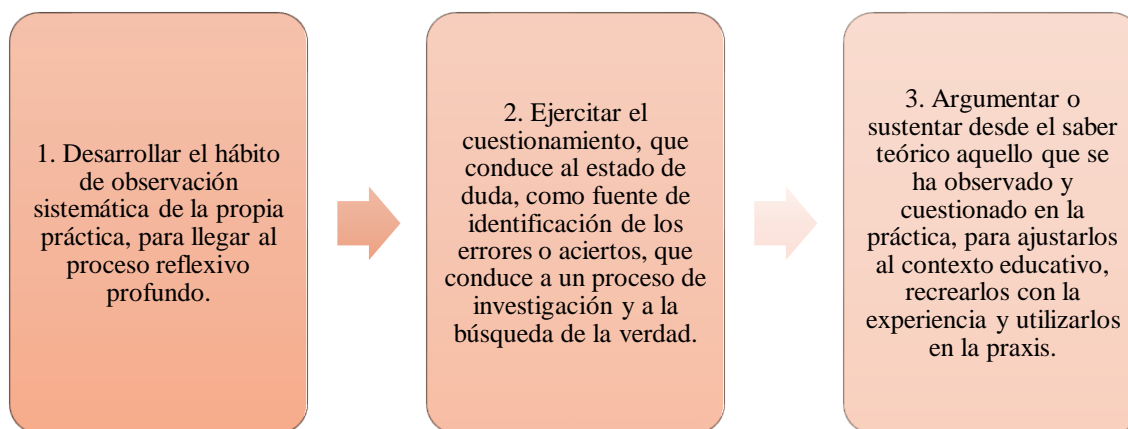 1. Desarrollar el hábito
de observación
sistemática de la propia
práctica, para llegar al
proceso reflexivo
profundo.
2. Ejercitar el
cuestionamiento, que
conduce al estado de
duda, como fuente de
identificación de los
errores o aciertos, que
conduce a un proceso de
investigación y a la
búsqueda de la verdad.
3. Argumentar o
sustentar desde el saber
teórico aquello que se
ha observado y
cuestionado en la
práctica, para ajustarlos
al contexto educativo,
recrearlos con la
experiencia y utilizarlos
en la praxis.